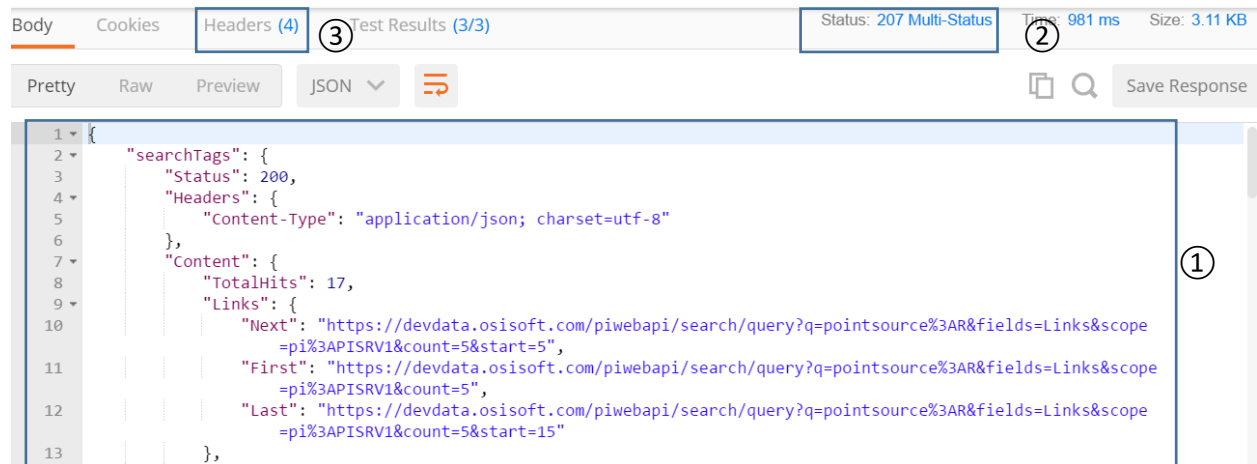 Body Cookies Headers (4) ③ Test Results (3/3) Status: 207 Multi-Status Time: 981 ms ② Size: 3.11 KB
Pretty Raw Preview JSON Save Response
1 {
2 "searchTags": {
3 "Status": 200,
4 "Headers": {
5 "Content-Type": "application/json; charset=utf-8"
6 },
7 "Content": {
①
8 "TotalHits": 17,
9 "Links": {
10 "Next": "https://devdata.osisoft.com/piwebapi/search/query?q=pointsource%3AR&fields=Links&scope
=pi%3APISRV1&count=5&start=5",
11 "First": "https://devdata.osisoft.com/piwebapi/search/query?q=pointsource%3AR&fields=Links&scope
=pi%3APISRV1&count=5",
12 "Last": "https://devdata.osisoft.com/piwebapi/search/query?q=pointsource%3AR&fields=Links&scope
=pi%3APISRV1&count=5&start=15"
13 },